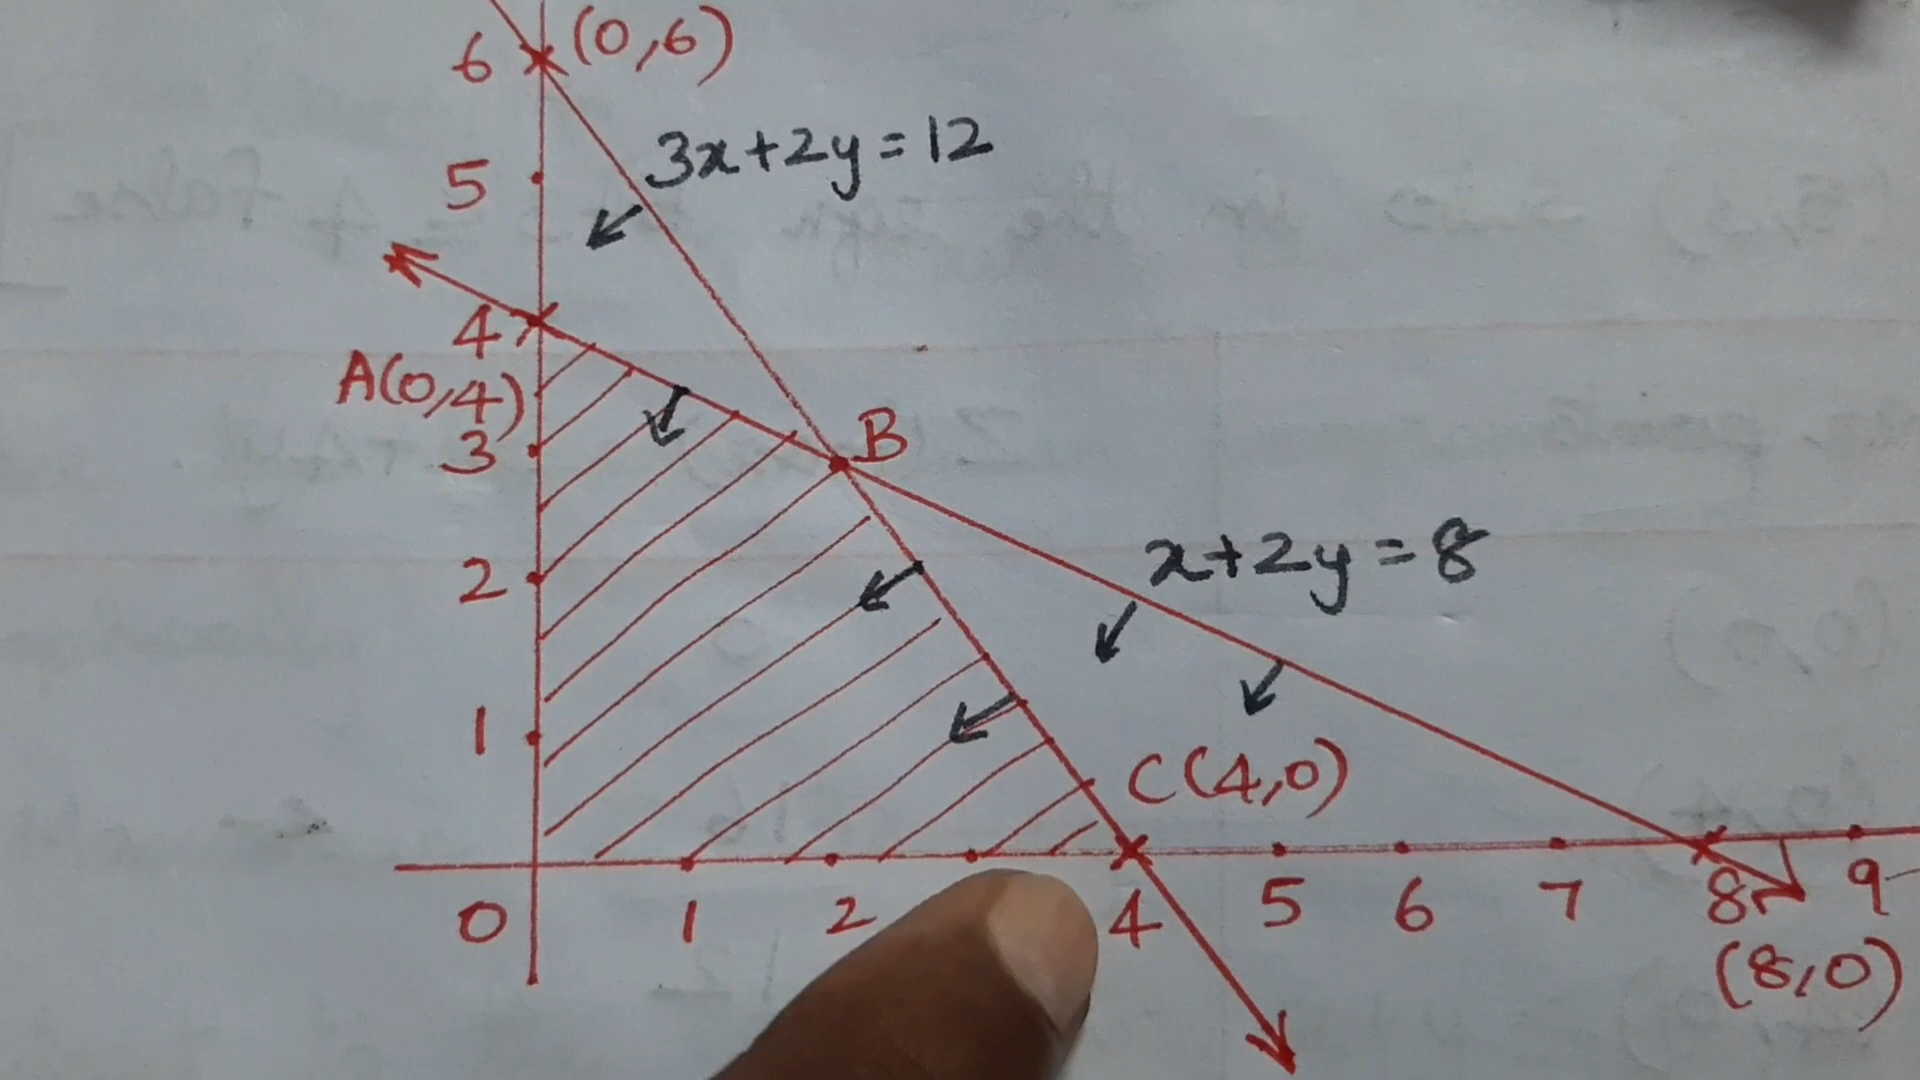 6 (0,6)
3x+2y=12
5
4
A(0,4)
3
B
2
x+2y=8
1
C(4,0)
0 1 2 4 5 6 7 8 9
(8,0)